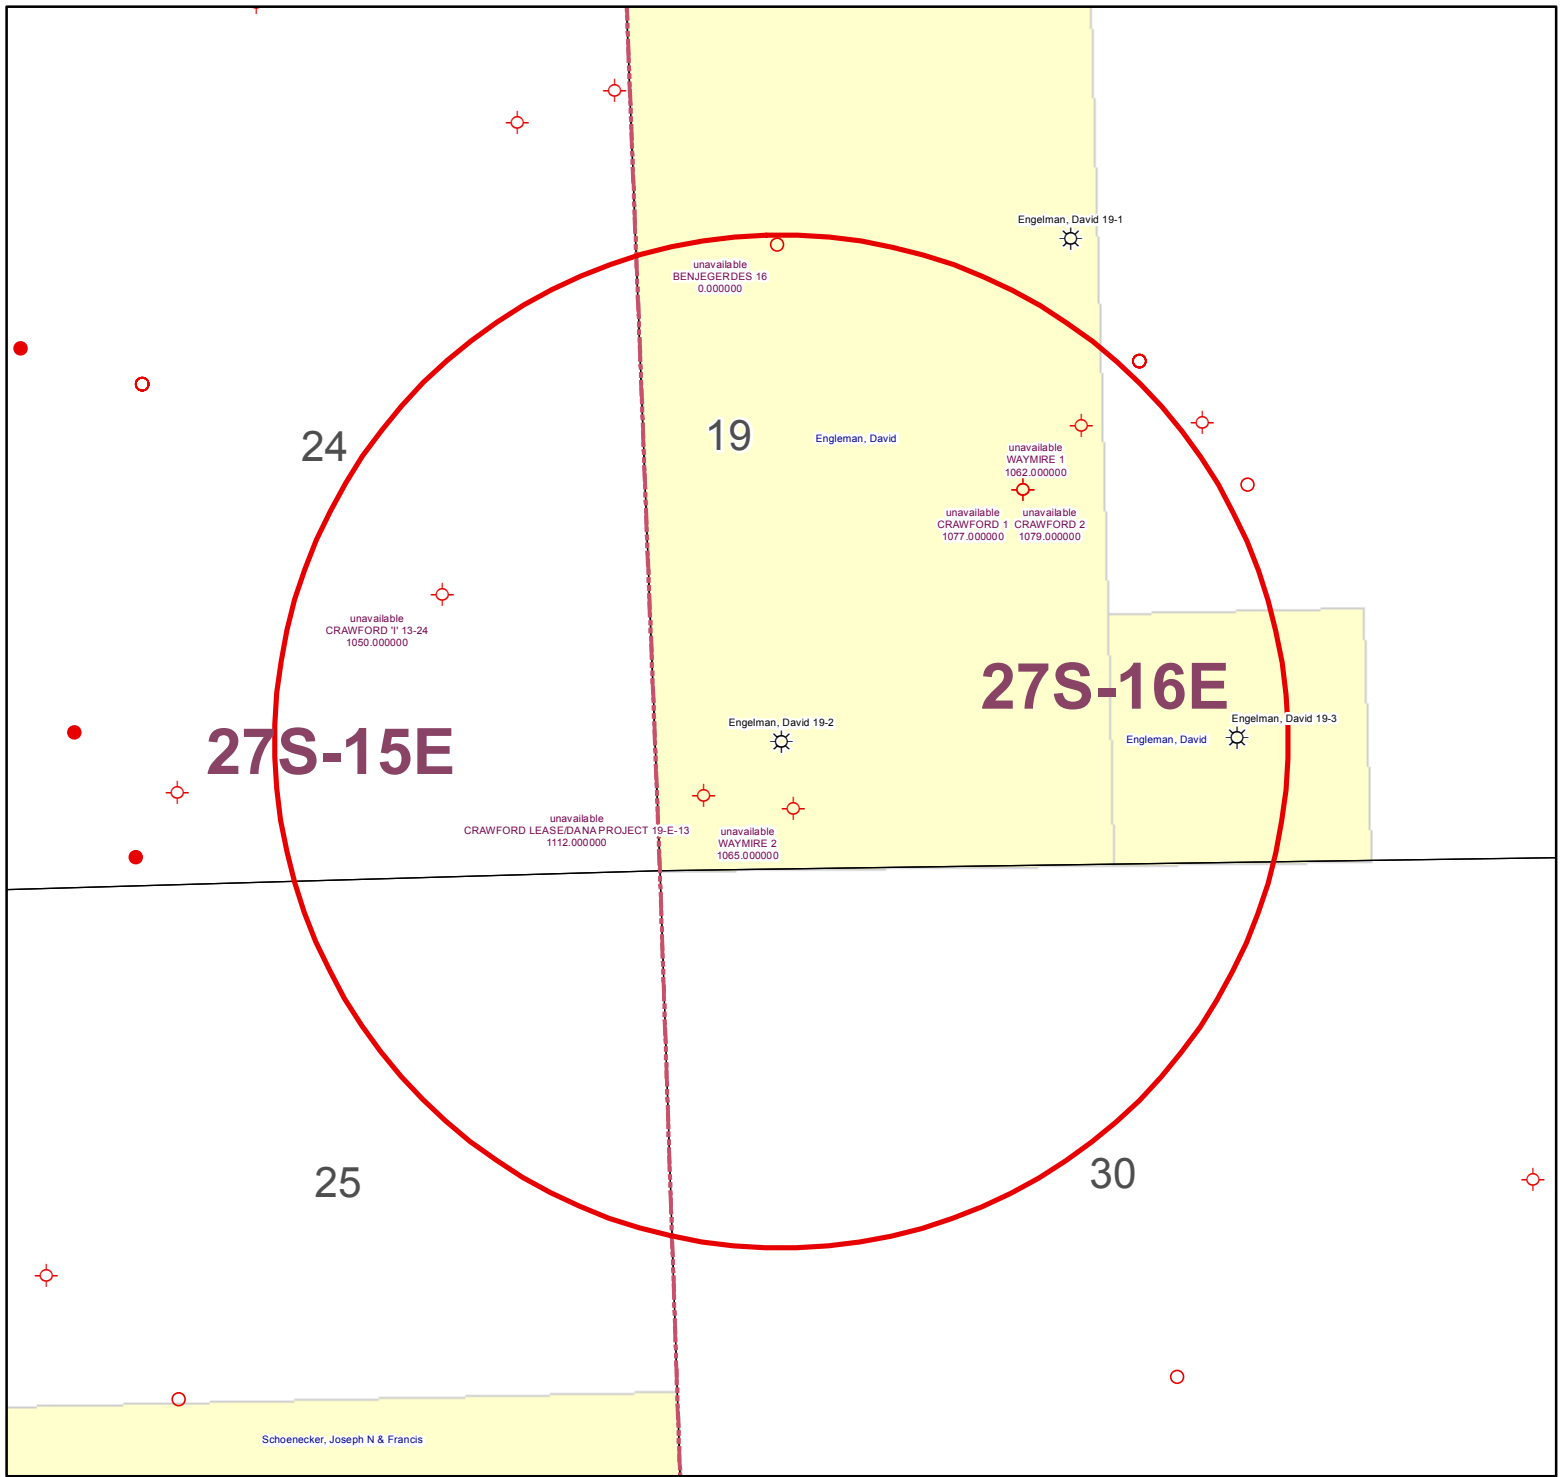 Engelman, David 19-1
unavailable
BENJEGERDES 16
0.000000
24
19
Engleman, David
unavailable
WAYMIRE 1
1062.000000
unavailable
CRAWFORD 1
1077.000000
unavailable
CRAWFORD 2
1079.000000
unavailable
CRAWFORD 'I' 13-24
1050.000000
27S-16E
Engelman, David 19-2
Engelman, David 19-3
Engleman, David
27S-15E
unavailable
CRAWFORD LEASE/DANA PROJECT 19-E-13
1112.000000
unavailable
WAYMIRE 2
1065.000000
25
30
Schoenecker, Joseph N & Francis